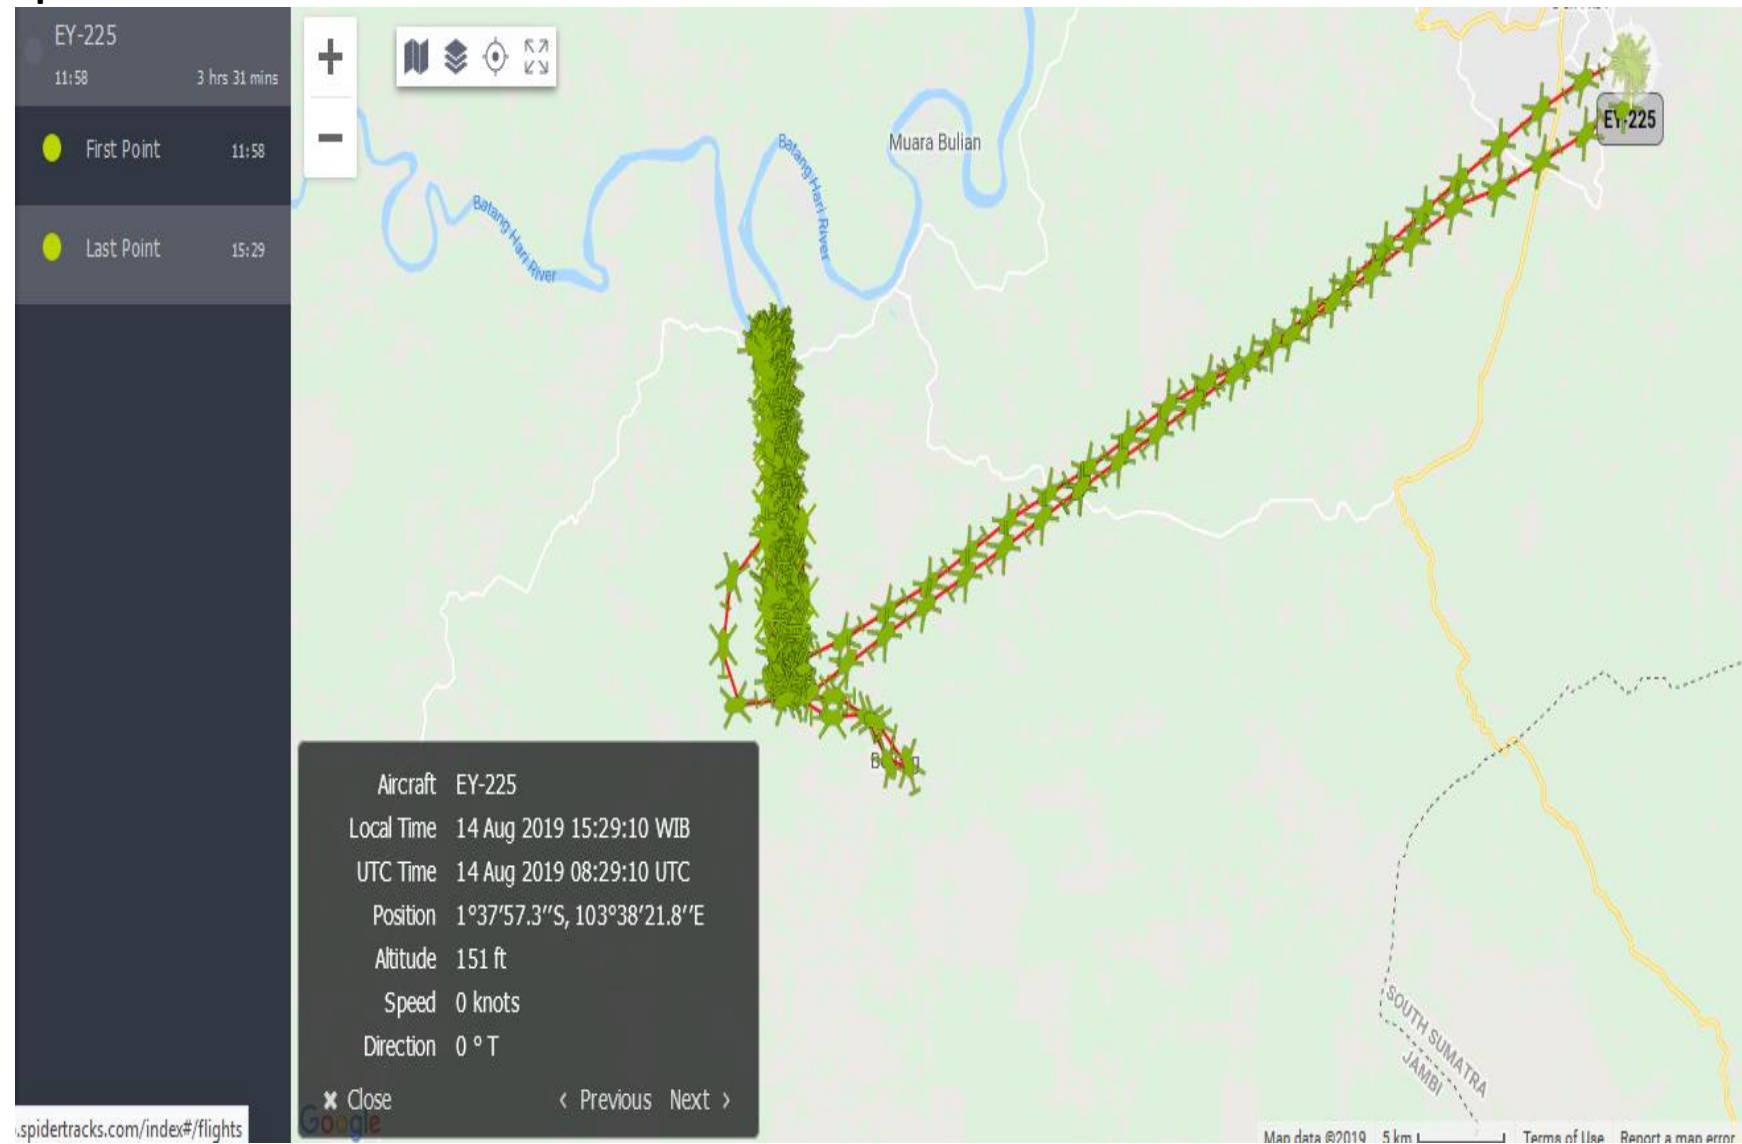 EY-225
11:58 3 hrs 31 mins
First Point 11:58
Last Point 15:29
Batang Hari River
Batang Hari River
Muara Bulian
EY-225
SOUTH SUMATRA
JAMBI
Aircraft EY-225
Local Time 14 Aug 2019 15:29:10 WIB
UTC Time 14 Aug 2019 08:29:10 UTC
Position 1°37'57.3''S, 103°38'21.8''E
Altitude 151 ft
Speed 0 knots
Direction 0 ° T
✖ Close ‹ Previous Next ›
Google
.spidertracks.com/index#/flights
Map data ©2019 5 km Terms of Use Report a map error